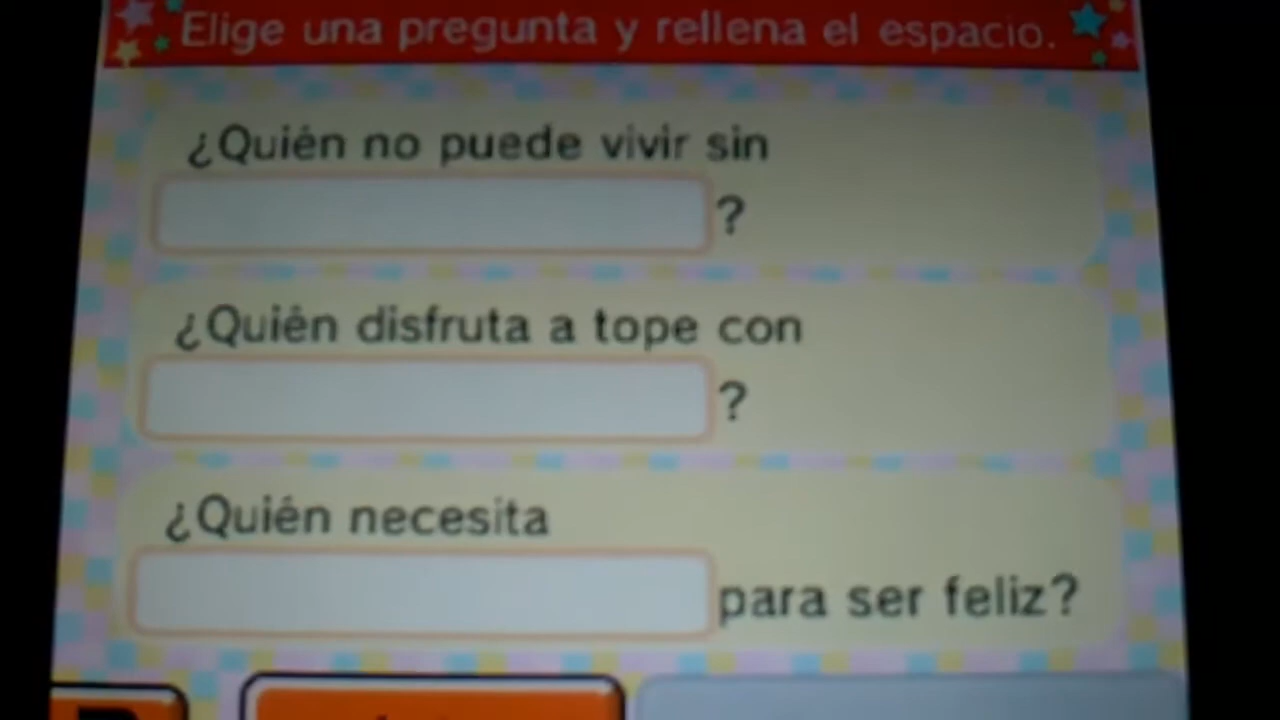 Elige una pregunta y rellena el espacio.
¿Quién no puede vivir sin
?
¿Quién disfruta a tope con
?
¿Quién necesita
para ser feliz?